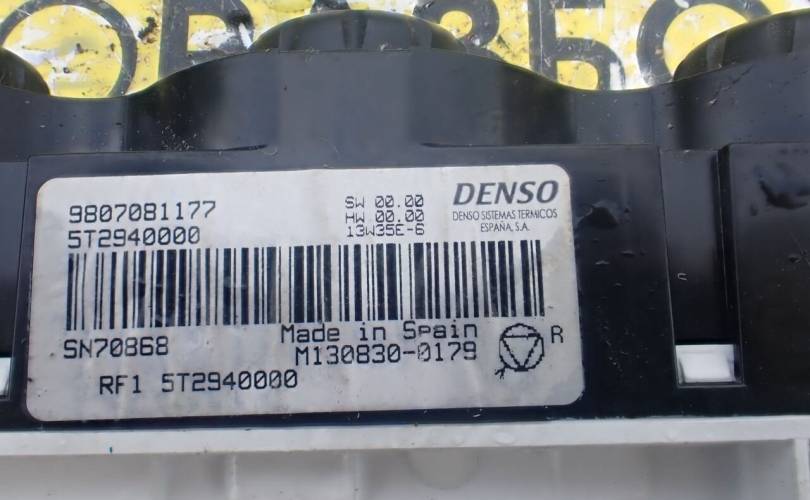 9807081177
5T2940000
SW 00.00
HW 00.00
13W35E-6
DENSO
DENSO SISTEMAS TERMICOS
ESPAÑA, S.A.
SN70868
Made in Spain
M130830-0179
R
RF1 5T2940000